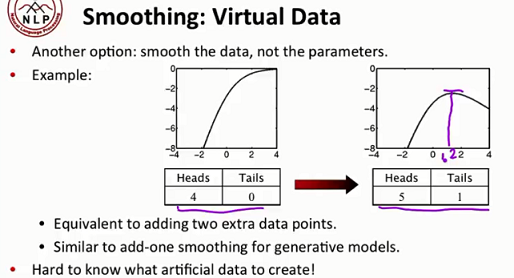 NLP
Smoothing: Virtual Data
• Another option: smooth the data, not the parameters.
• Example:
0
-2
-4
-6
-8
-4 -2 0 2 4
0
-2
-4
-6
-8
-4 -2 0 2 4
Heads Tails
4 0
Heads Tails
5 1
• Equivalent to adding two extra data points.
• Similar to add-one smoothing for generative models.
• Hard to know what artificial data to create!